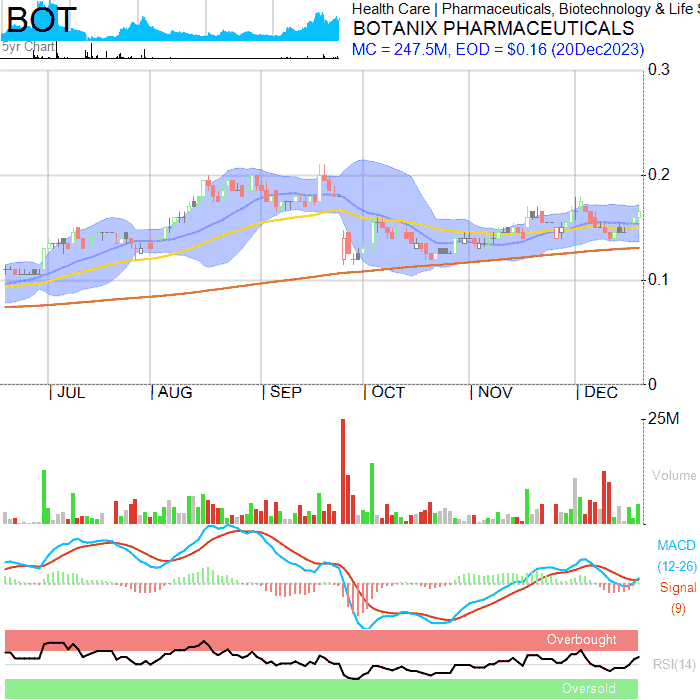 BOT
5yr Chart
Health Care | Pharmaceuticals, Biotechnology & Life S
BOTANIX PHARMACEUTICALS
MC = 247.5M, EOD = $0.16 (20Dec2023)
0.3
0.2
0.1
0
| JUL | AUG | SEP | OCT | NOV | DEC
25M
Volume
MACD
(12-26)
Signal
(9)
Overbought
RSI(14)
Oversold